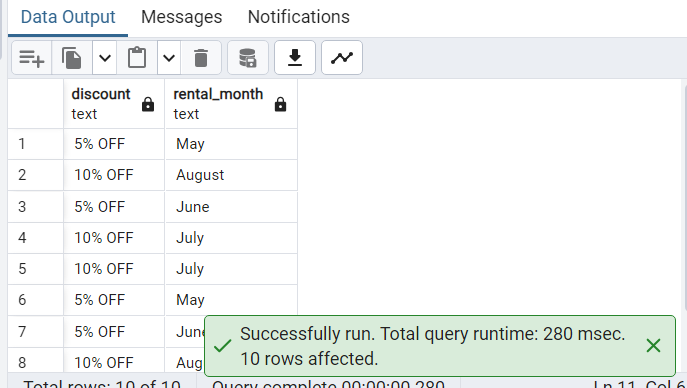 Data Output Messages Notifications
discount rental_month
text text
1 5% OFF May
2 10% OFF August
3 5% OFF June
4 10% OFF July
5 10% OFF July
6 5% OFF May
7 5% OFF June
8 10% OFF Aug
Successfully run. Total query runtime: 280 msec.
10 rows affected.
Total rows: 10 of 10 Query complete 00:00:00.280 Ln 11, Col 6